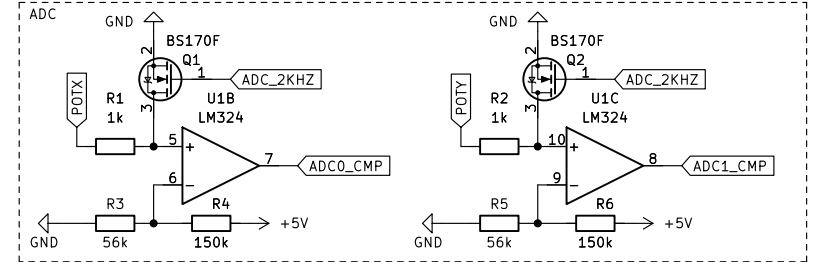 ADC
GND
2
BS170F
Q1
1
ADC_2KHZ
POTX
R1
1k
3
U1B
LM324
5
+
7
ADC0_CMP
6
-
R3
56k
GND
R4
150k
+5V
GND
2
BS170F
Q2
1
ADC_2KHZ
POTY
R2
1k
3
U1C
LM324
10
+
8
ADC1_CMP
9
-
R5
56k
GND
R6
150k
+5V